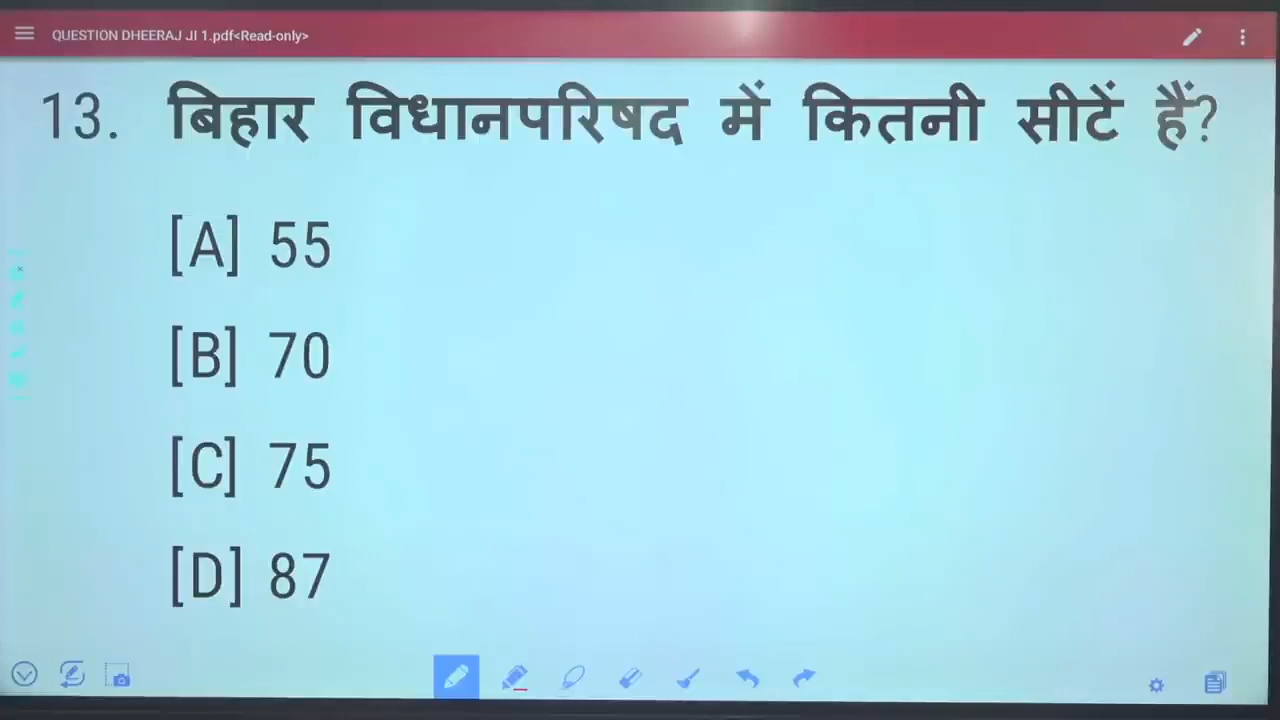 QUESTION DHEERAJ JI 1.pdf<Read-only>
13. बिहार विधानपरिषद में कितनी सीटें हैं?
[A] 55
[B] 70
[C] 75
[D] 87